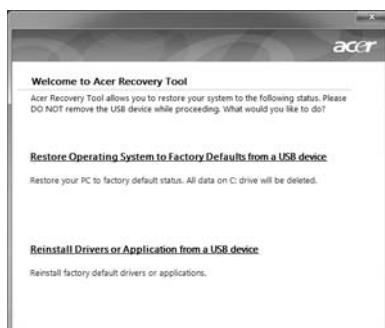 acer
Welcome to Acer Recovery Tool
Acer Recovery Tool allows you to restore your system to the following status. Please
DO NOT remove the USB device while proceeding. What would you like to do?
Restore Operating System to Factory Defaults from a USB device
Restore your PC to factory default status. All data on C: drive will be deleted.
Reinstall Drivers or Application from a USB device
Reinstall factory default drivers or applications.